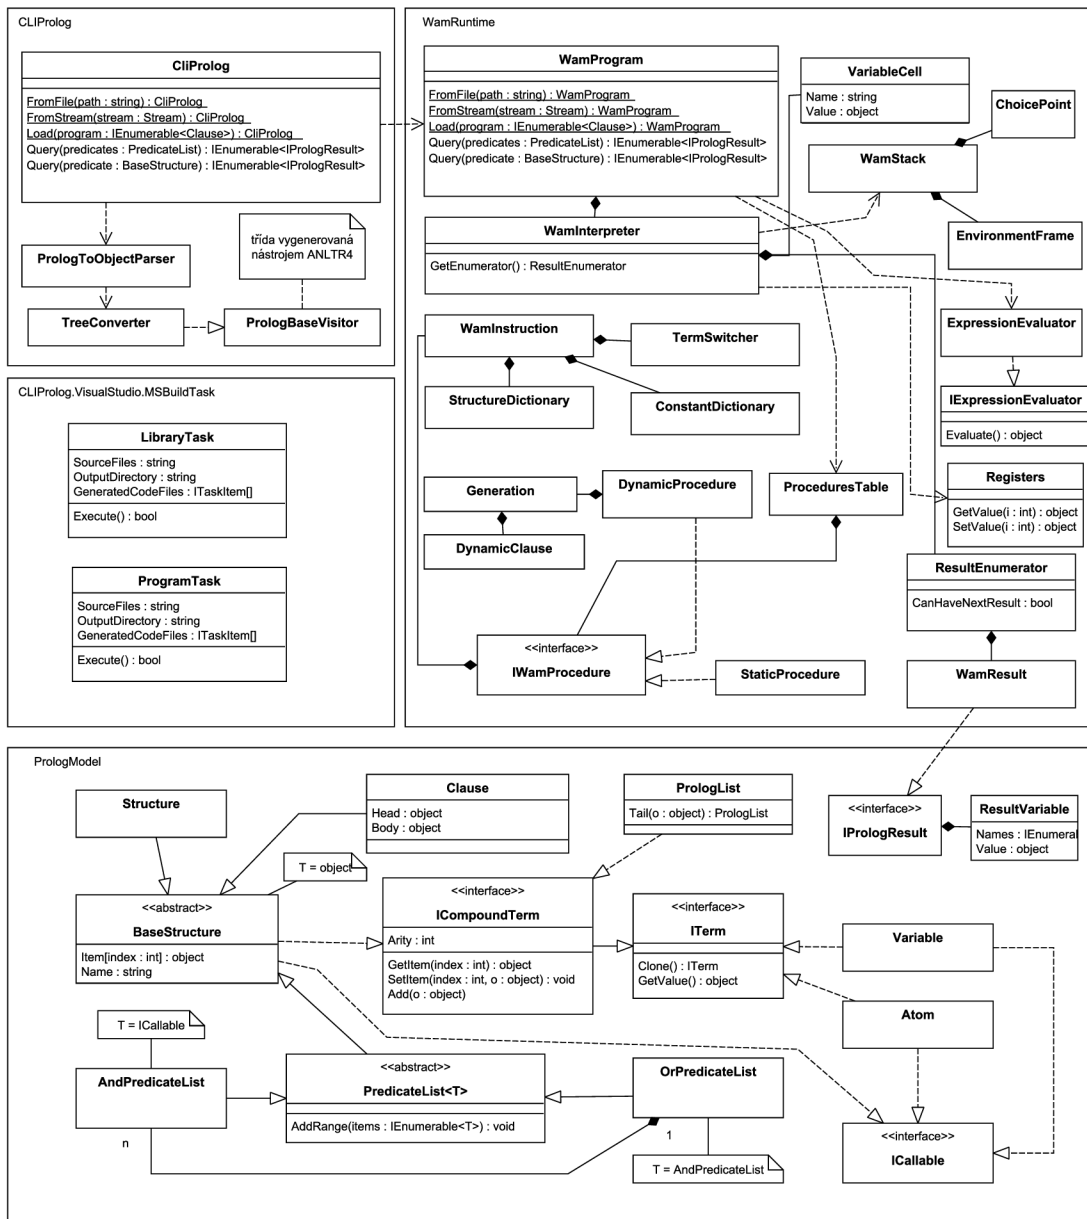 CLIProlog
CliProlog
FromFile(path : string) : CliProlog
FromStream(stream : Stream) : CliProlog
Load(program : IEnumerable<Clause>) : CliProlog
Query(predicates : PredicateList) : IEnumerable<IPrologResult>
Query(predicate : BaseStructure) : IEnumerable<IPrologResult>
třída vygenerovaná
nástrojem ANLTR4
PrologToObjectParser
TreeConverter
PrologBaseVisitor
CLIProlog.VisualStudio.MSBuildTask
LibraryTask
SourceFiles : string
OutputDirectory : string
GeneratedCodeFiles : ITaskItem[]
Execute() : bool
ProgramTask
SourceFiles : string
OutputDirectory : string
GeneratedCodeFiles : ITaskItem[]
Execute() : bool
WamRuntime
WamProgram
FromFile(path : string) : WamProgram
FromStream(stream : Stream) : WamProgram
Load(program : IEnumerable<Clause>) : WamProgram
Query(predicates : PredicateList) : IEnumerable<IPrologResult>
Query(predicate : BaseStructure) : IEnumerable<IPrologResult>
VariableCell
Name : string
Value : object
ChoicePoint
WamStack
EnvironmentFrame
WamInterpreter
GetEnumerator() : ResultEnumerator
WamInstruction
TermSwitcher
StructureDictionary
ConstantDictionary
ExpressionEvaluator
IExpressionEvaluator
Evaluate() : object
Generation
DynamicProcedure
DynamicClause
ProceduresTable
Registers
GetValue(i : int) : object
SetValue(i : int) : object
ResultEnumerator
CanHaveNextResult : bool
<<interface>>
IWamProcedure
StaticProcedure
WamResult
PrologModel
Structure
Clause
Head : object
Body : object
PrologList
Tail(o : object) : PrologList
<<interface>>
IPrologResult
ResultVariable
Names : IEnumeral
Value : object
T = object
<<abstract>>
BaseStructure
Item[index : int] : object
Name : string
<<interface>>
ICompoundTerm
Arity : int
GetItem(index : int) : object
SetItem(index : int, o : object) : void
Add(o : object)
<<interface>>
ITerm
Clone() : ITerm
GetValue() : object
Variable
Atom
T = ICallable
AndPredicateList
<<abstract>>
PredicateList<T>
AddRange(items : IEnumerable<T>) : void
OrPredicateList
n
1
T = AndPredicateList
<<interface>>
ICallable